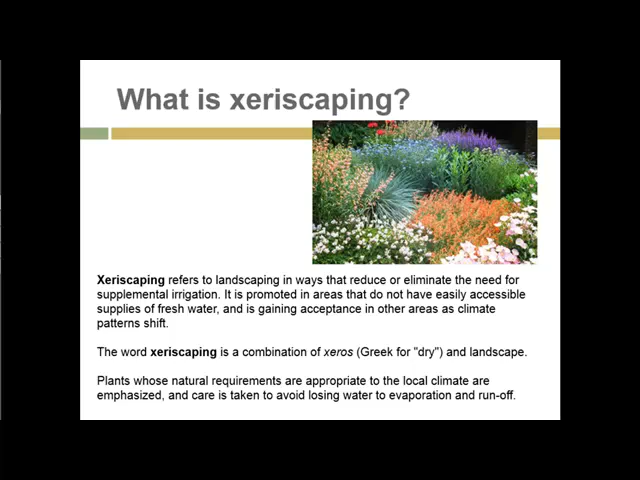 What is xeriscaping?
Xeriscaping refers to landscaping in ways that reduce or eliminate the need for
supplemental irrigation. It is promoted in areas that do not have easily accessible
supplies of fresh water, and is gaining acceptance in other areas as climate
patterns shift.
The word xeriscaping is a combination of xeros (Greek for "dry") and landscape.
Plants whose natural requirements are appropriate to the local climate are
emphasized, and care is taken to avoid losing water to evaporation and run-off.